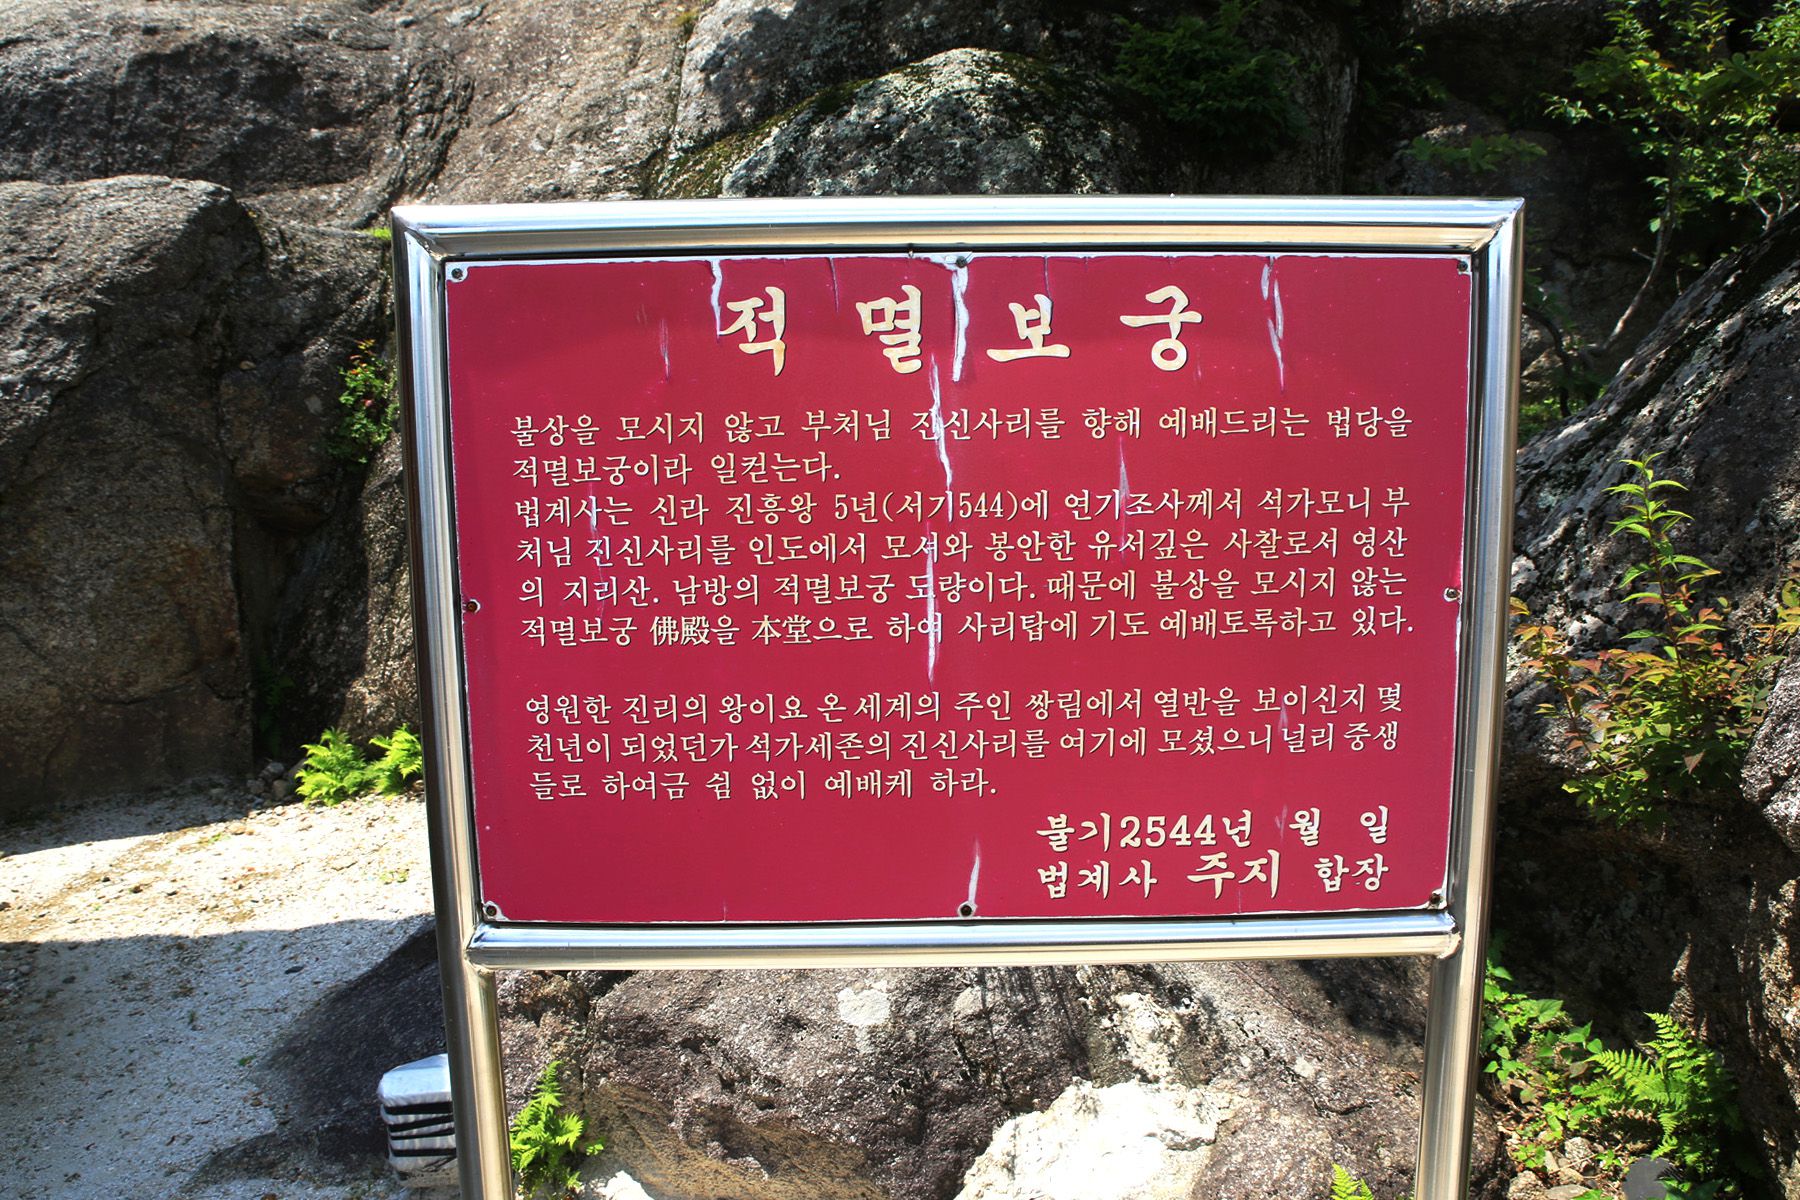 적멸보궁
불상을 모시지 않고 부처님 진신사리를 향해 예배드리는 법당을
적멸보궁이라 일컫는다.
법계사는 신라 진흥왕 5년(서기544)에 연기조사께서 석가모니 부
처님 진신사리를 인도에서 모셔와 봉안한 유서깊은 사찰로서 영산
의 지리산. 남방의 적멸보궁 도량이다. 때문에 불상을 모시지 않는
적멸보궁 佛殿을 本堂으로 하여 사리탑에 기도 예배토록하고 있다.
영원한 진리의 왕이요 온 세계의 주인 쌍림에서 열반을 보이신지 몇
천년이 되었던가 석가세존의 진신사리를 여기에 모셨으니 널리 중생
들로 하여금 쉼 없이 예배케 하라.
불기2544년 월 일
법계사 주지 합장